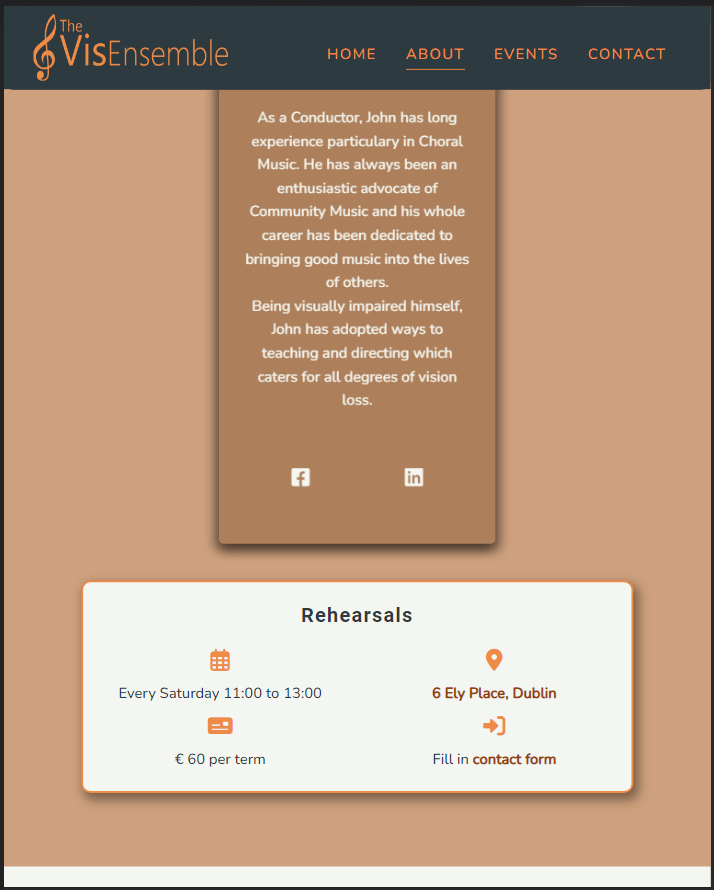 The
VisEnsemble
HOME ABOUT EVENTS CONTACT
As a Conductor, John has long
experience particulary in Choral
Music. He has always been an
enthusiastic advocate of
Community Music and his whole
career has been dedicated to
bringing good music into the lives
of others.
Being visually impaired himself,
John has adopted ways to
teaching and directing which
caters for all degrees of vision
loss.
Rehearsals
Every Saturday 11:00 to 13:00
6 Ely Place, Dublin
€ 60 per term
Fill in contact form